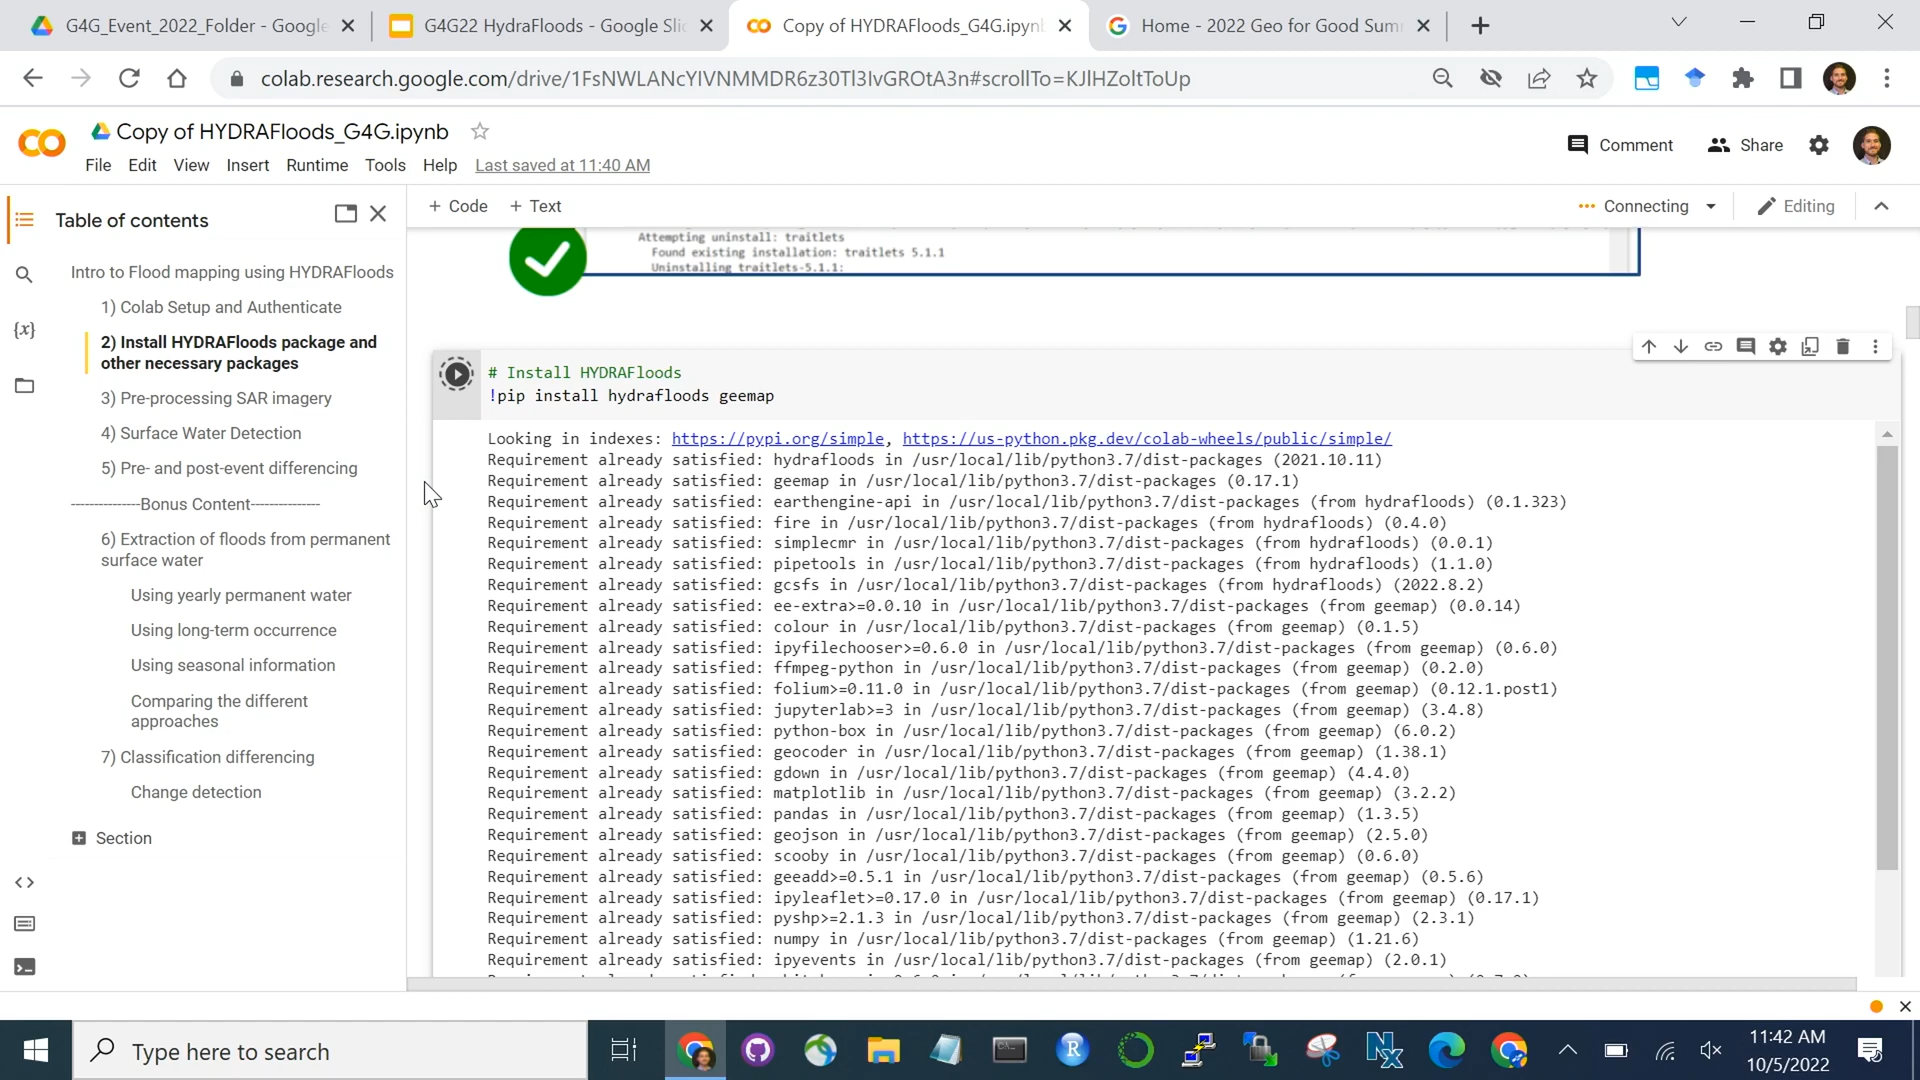 G4G_Event_2022_Folder - Google
G4G22 HydraFloods - Google Slid
Copy of HYDRAFloods_G4G.ipynb
Home - 2022 Geo for Good Sum
colab.research.google.com/drive/1FsNWLANcYIVNMMDR6z30Tl3IvGROtA3n#scrollTo=KJlHZoltToUp
Copy of HYDRAFloods_G4G.ipynb
File Edit View Insert Runtime Tools Help Last saved at 11:40 AM
Comment
Share
Table of contents
+ Code + Text
Connecting
Editing
Intro to Flood mapping using HYDRAFloods
1) Colab Setup and Authenticate
2) Install HYDRAFloods package and
other necessary packages
3) Pre-processing SAR imagery
4) Surface Water Detection
5) Pre- and post-event differencing
---------------Bonus Content---------------
6) Extraction of floods from permanent
surface water
Using yearly permanent water
Using long-term occurrence
Using seasonal information
Comparing the different
approaches
7) Classification differencing
Change detection
Section
{x}
Attempting uninstall: traitlets
Found existing installation: traitlets 5.1.1
Uninstalling traitlets-5.1.1:
# Install HYDRAFloods
!pip install hydrafloods geemap
Looking in indexes: https://pypi.org/simple, https://us-python.pkg.dev/colab-wheels/public/simple/
Requirement already satisfied: hydrafloods in /usr/local/lib/python3.7/dist-packages (2021.10.11)
Requirement already satisfied: geemap in /usr/local/lib/python3.7/dist-packages (0.17.1)
Requirement already satisfied: earthengine-api in /usr/local/lib/python3.7/dist-packages (from hydrafloods) (0.1.323)
Requirement already satisfied: fire in /usr/local/lib/python3.7/dist-packages (from hydrafloods) (0.4.0)
Requirement already satisfied: simplecmr in /usr/local/lib/python3.7/dist-packages (from hydrafloods) (0.0.1)
Requirement already satisfied: pipetools in /usr/local/lib/python3.7/dist-packages (from hydrafloods) (1.1.0)
Requirement already satisfied: gcsfs in /usr/local/lib/python3.7/dist-packages (from hydrafloods) (2022.8.2)
Requirement already satisfied: ee-extra>=0.0.10 in /usr/local/lib/python3.7/dist-packages (from geemap) (0.0.14)
Requirement already satisfied: colour in /usr/local/lib/python3.7/dist-packages (from geemap) (0.1.5)
Requirement already satisfied: ipyfilechooser>=0.6.0 in /usr/local/lib/python3.7/dist-packages (from geemap) (0.6.0)
Requirement already satisfied: ffmpeg-python in /usr/local/lib/python3.7/dist-packages (from geemap) (0.2.0)
Requirement already satisfied: folium>=0.11.0 in /usr/local/lib/python3.7/dist-packages (from geemap) (0.12.1.post1)
Requirement already satisfied: jupyterlab>=3 in /usr/local/lib/python3.7/dist-packages (from geemap) (3.4.8)
Requirement already satisfied: python-box in /usr/local/lib/python3.7/dist-packages (from geemap) (6.0.2)
Requirement already satisfied: geocoder in /usr/local/lib/python3.7/dist-packages (from geemap) (1.38.1)
Requirement already satisfied: gdown in /usr/local/lib/python3.7/dist-packages (from geemap) (4.4.0)
Requirement already satisfied: matplotlib in /usr/local/lib/python3.7/dist-packages (from geemap) (3.2.2)
Requirement already satisfied: pandas in /usr/local/lib/python3.7/dist-packages (from geemap) (1.3.5)
Requirement already satisfied: geojson in /usr/local/lib/python3.7/dist-packages (from geemap) (2.5.0)
Requirement already satisfied: scooby in /usr/local/lib/python3.7/dist-packages (from geemap) (0.6.0)
Requirement already satisfied: geeadd>=0.5.1 in /usr/local/lib/python3.7/dist-packages (from geemap) (0.5.6)
Requirement already satisfied: ipyleaflet>=0.17.0 in /usr/local/lib/python3.7/dist-packages (from geemap) (0.17.1)
Requirement already satisfied: pyshp>=2.1.3 in /usr/local/lib/python3.7/dist-packages (from geemap) (2.3.1)
Requirement already satisfied: numpy in /usr/local/lib/python3.7/dist-packages (from geemap) (1.21.6)
Requirement already satisfied: ipyevents in /usr/local/lib/python3.7/dist-packages (from geemap) (2.0.1)
Type here to search
11:42 AM
10/5/2022